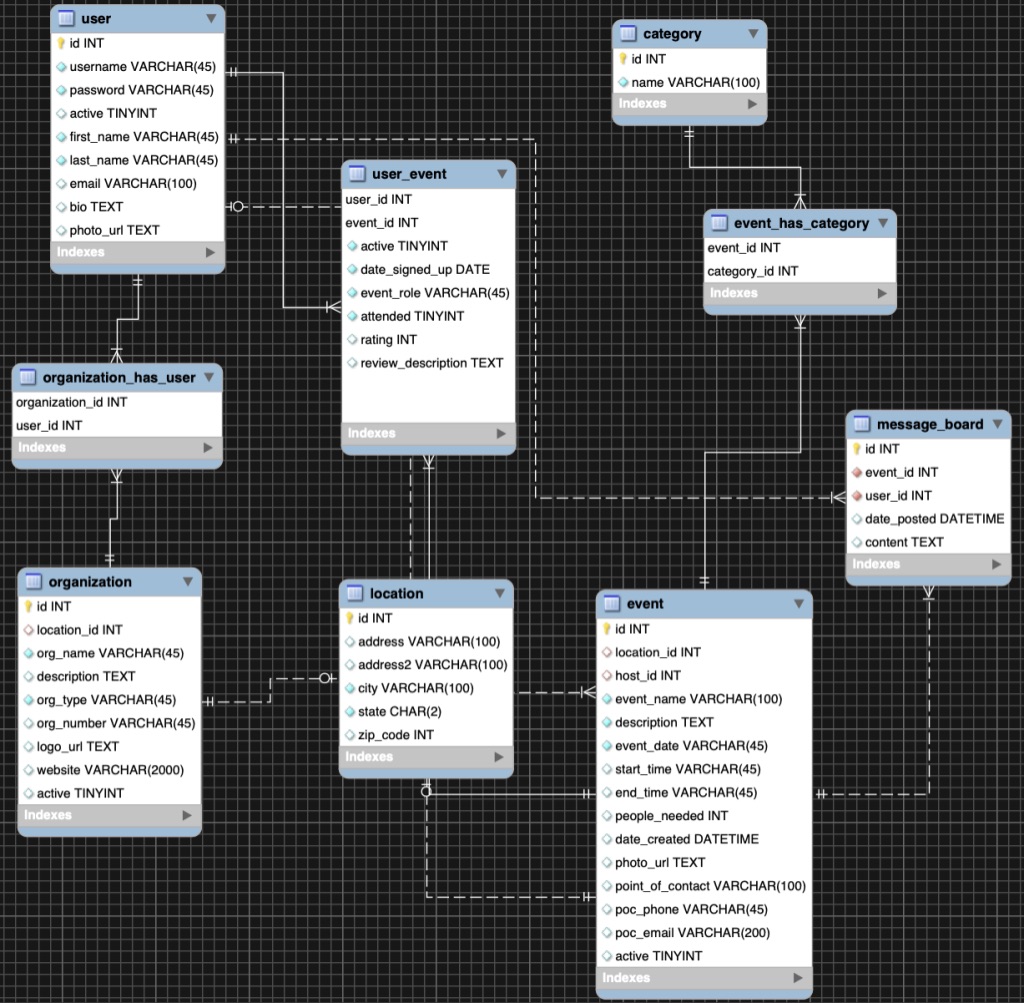 user
id INT
username VARCHAR(45)
password VARCHAR(45)
active TINYINT
first_name VARCHAR(45)
last_name VARCHAR(45)
email VARCHAR(100)
bio TEXT
photo_url TEXT
Indexes
category
id INT
name VARCHAR(100)
Indexes
user_event
user_id INT
event_id INT
active TINYINT
date_signed_up DATE
event_role VARCHAR(45)
attended TINYINT
rating INT
review_description TEXT
Indexes
event_has_category
event_id INT
category_id INT
Indexes
organization_has_user
organization_id INT
user_id INT
Indexes
message_board
id INT
event_id INT
user_id INT
date_posted DATETIME
content TEXT
Indexes
organization
id INT
location_id INT
org_name VARCHAR(45)
description TEXT
org_type VARCHAR(45)
org_number VARCHAR(45)
logo_url TEXT
website VARCHAR(2000)
active TINYINT
Indexes
location
id INT
address VARCHAR(100)
address2 VARCHAR(100)
city VARCHAR(100)
state CHAR(2)
zip_code INT
Indexes
event
id INT
location_id INT
host_id INT
event_name VARCHAR(100)
description TEXT
event_date VARCHAR(45)
start_time VARCHAR(45)
end_time VARCHAR(45)
people_needed INT
date_created DATETIME
photo_url TEXT
point_of_contact VARCHAR(100)
poc_phone VARCHAR(45)
poc_email VARCHAR(200)
active TINYINT
Indexes